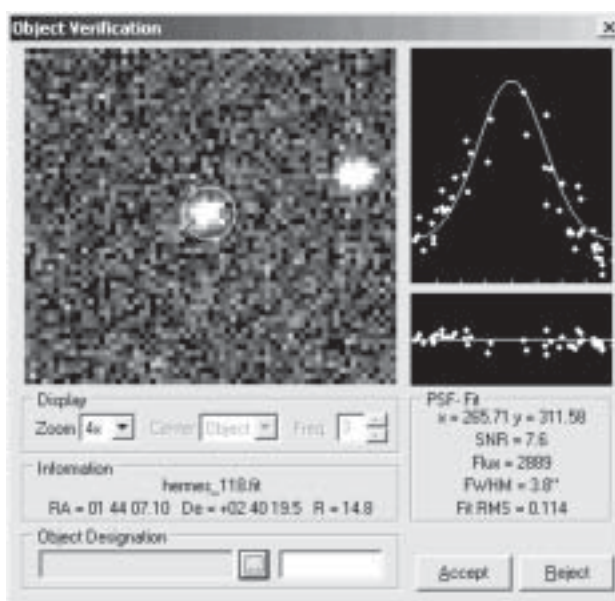 Object Verification
Display
Zoom 4x Center Object Freq. 3
Information
hermes_118.fit
RA = 01 44 07.10 De = +02 40 19.5 R = 14.8
Object Designation
...
PSF- Fit
x = 265.71 y = 311.58
SNR = 7.6
Flux = 2889
FWHM = 3.8"
Fit RMS = 0.114
Accept Reject